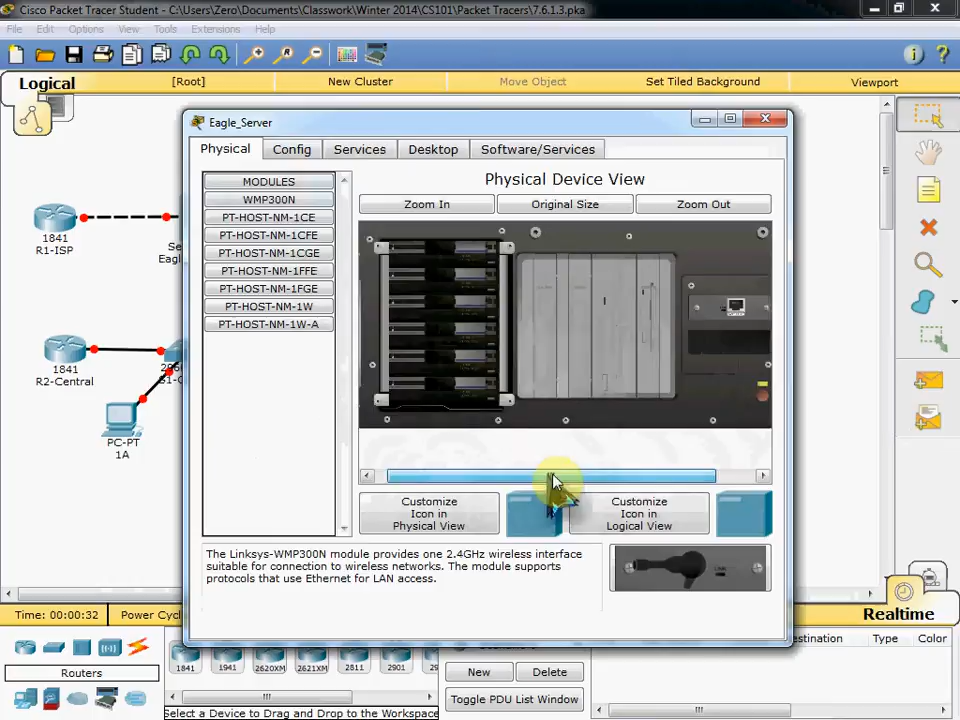 Cisco Packet Tracer Student - C:\Users\Zero\Documents\Classwork\Winter 2014\CS101\Packet Tracers\7.6.1.3.pka
File Edit Options View Tools Extensions Help
Logical [Root] New Cluster Move Object Set Tiled Background Viewport
Eagle_Server
Physical Config Services Desktop Software/Services
MODULES
WMP300N
PT-HOST-NM-1CE
PT-HOST-NM-1CFE
PT-HOST-NM-1CGE
PT-HOST-NM-1FFE
PT-HOST-NM-1FGE
PT-HOST-NM-1W
PT-HOST-NM-1W-A
Physical Device View
Zoom In Original Size Zoom Out
1841
R1-ISP
1841
R2-Central
PC-PT
1A
Customize
Icon in
Physical View
Customize
Icon in
Logical View
The Linksys-WMP300N module provides one 2.4GHz wireless interface
suitable for connection to wireless networks. The module supports
protocols that use Ethernet for LAN access.
Time: 00:00:32 Power Cyc
Realtime
Routers
1841 1941 2620XM 2621XM 2811 2901
Select a Device to Drag and Drop to the Workspace
New Delete
Toggle PDU List Window
estination Type Color